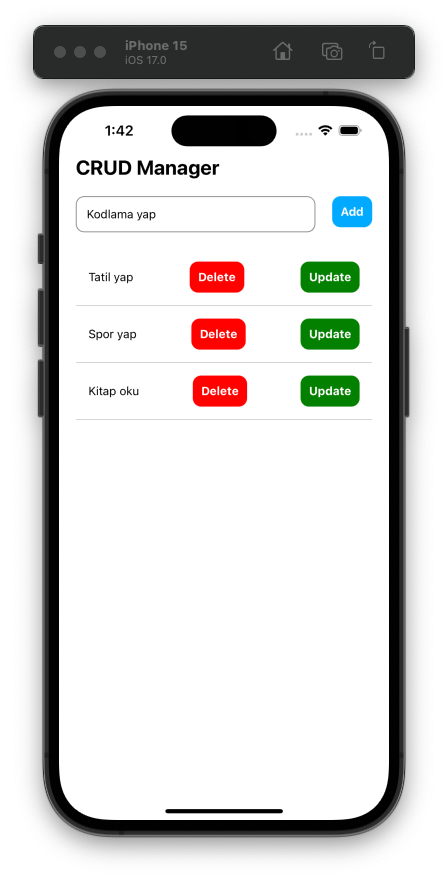 iPhone 15
iOS 17.0
1:42
CRUD Manager
Kodlama yap Add
Tatil yap Delete Update
Spor yap Delete Update
Kitap oku Delete Update